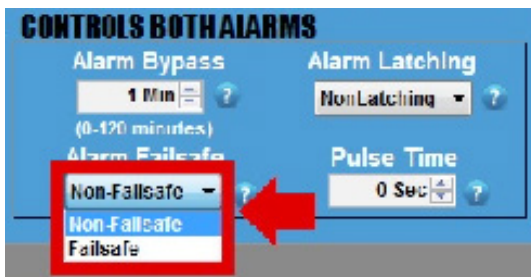 CONTROLS BOTH ALARMS
Alarm Bypass
Alarm Latching
1 Min
?
NonLatching
?
(0-120 minutes)
Alarm Failsafe
Pulse Time
Non-Failsafe
?
0 Sec
?
Non-Failsafe
Failsafe